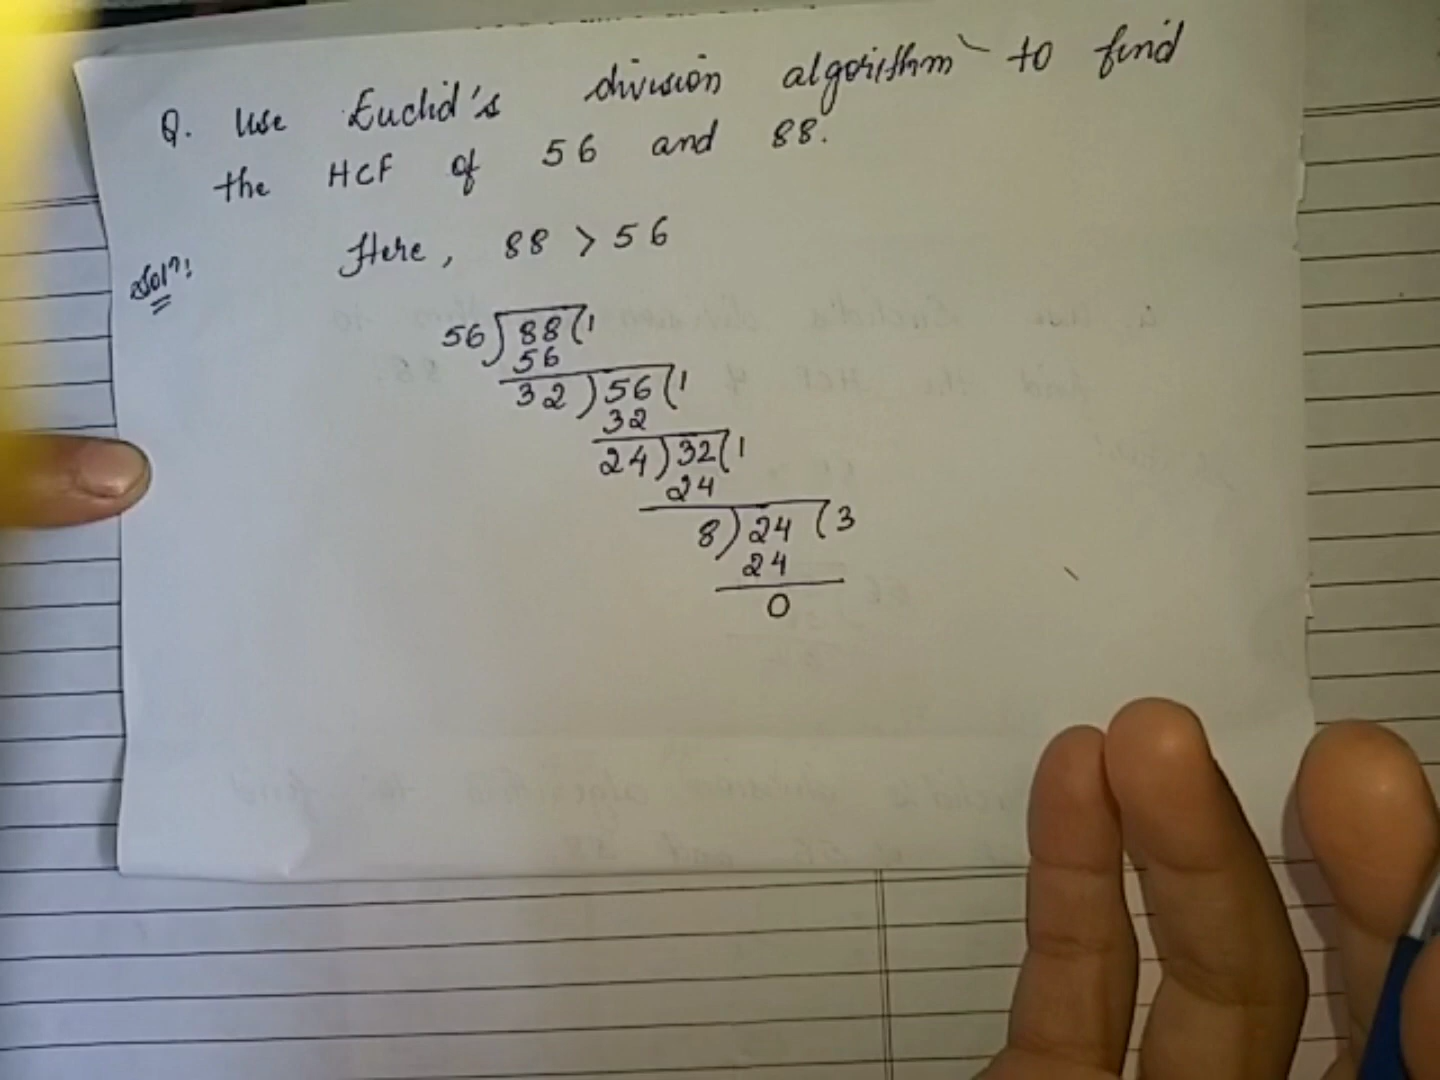 Q. Use Euclid's division algorithm to find
the HCF of 56 and 88.
Soln:
Here, 88 > 56
56) 88 (1
56
32) 56 (1
32
24) 32 (1
24
8) 24 (3
24
0